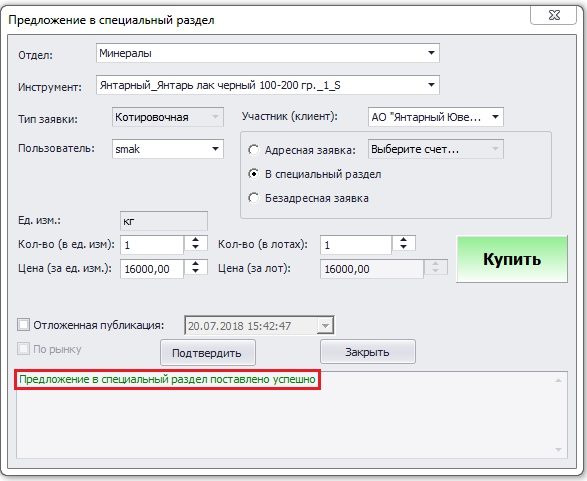 Предложение в специальный раздел
Отдел: Минералы
Инструмент: Янтарный_Янтарь лак черный 100-200 гр._1_S
Тип заявки: Котировочная Участник (клиент): АО "Янтарный Юве...
Пользователь: smak Адресная заявка: Выберите счет...
В специальный раздел
Безадресная заявка
Ед. изм.: кг
Кол-во (в ед. изм): 1 Кол-во (в лотах): 1
Цена (за ед. изм.): 16000,00 Цена (за лот): 16000,00
Купить
Отложенная публикация: 20.07.2018 15:42:47
По рынку Подтвердить Закрыть
Предложение в специальный раздел поставлено успешно